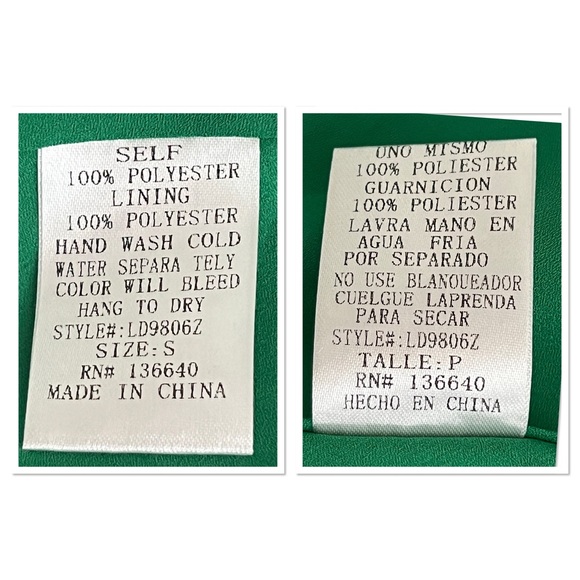 SELF
100% POLYESTER
LINING
100% POLYESTER
HAND WASH COLD
WATER SEPARA TELY
COLOR WILL BLEED
HANG TO DRY
STYLE#:LD9806Z
SIZE:S
RN# 136640
MADE IN CHINA
UNO MISMO
100% POLIESTER
GUARNICION
100% POLIESTER
LAVRA MANO EN
AGUA FRIA
POR SEPARADO
NO USE BLANQUEADOR
CUELGUE LAPRENDA
PARA SECAR
STYLE#:LD9806Z
TALLE:P
RN# 136640
HECHO EN CHINA